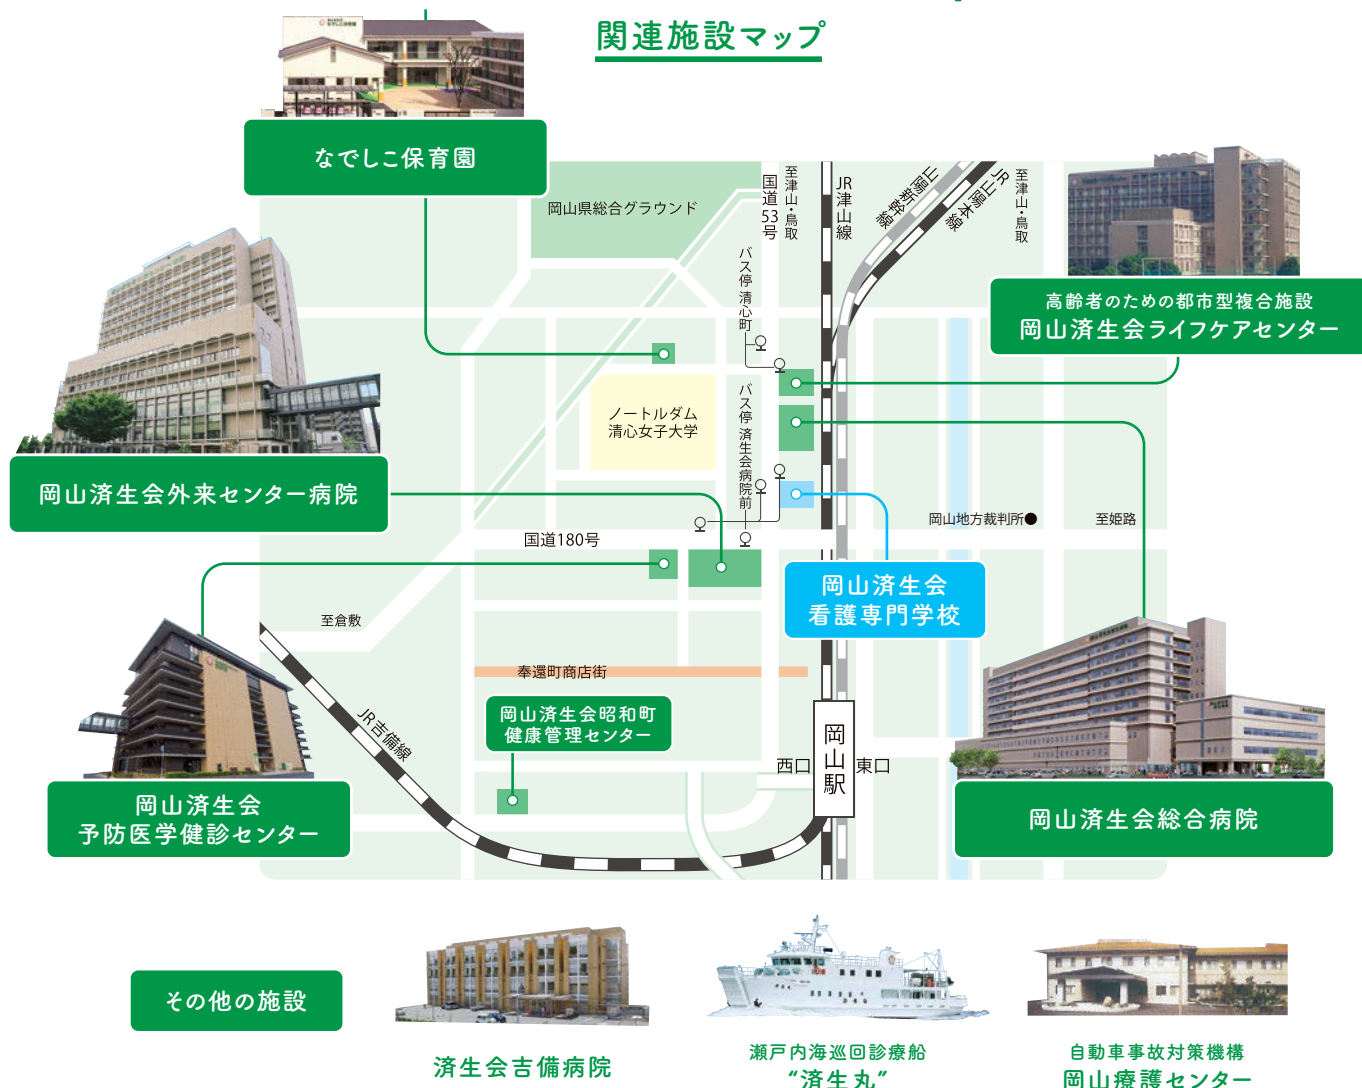 関連施設マップ
なでしこ保育園
岡山県総合グラウンド
国道53号
至津山・鳥取
JR津山線
山陽新幹線
JR山陽本線
至津山・鳥取
高齢者のための都市型複合施設
岡山済生会ライフケアセンター
バス停 清心町
ノートルダム
清心女子大学
バス停 済生会病院前
岡山済生会外来センター病院
岡山地方裁判所●
至姫路
国道180号
岡山済生会
看護専門学校
至倉敷
奉還町商店街
岡山済生会昭和町
健康管理センター
JR吉備線
西口
岡山駅
東口
岡山済生会
予防医学健診センター
岡山済生会総合病院
その他の施設
済生会吉備病院
瀬戸内海巡回診療船
“済生丸”
自動車事故対策機構
岡山療護センター